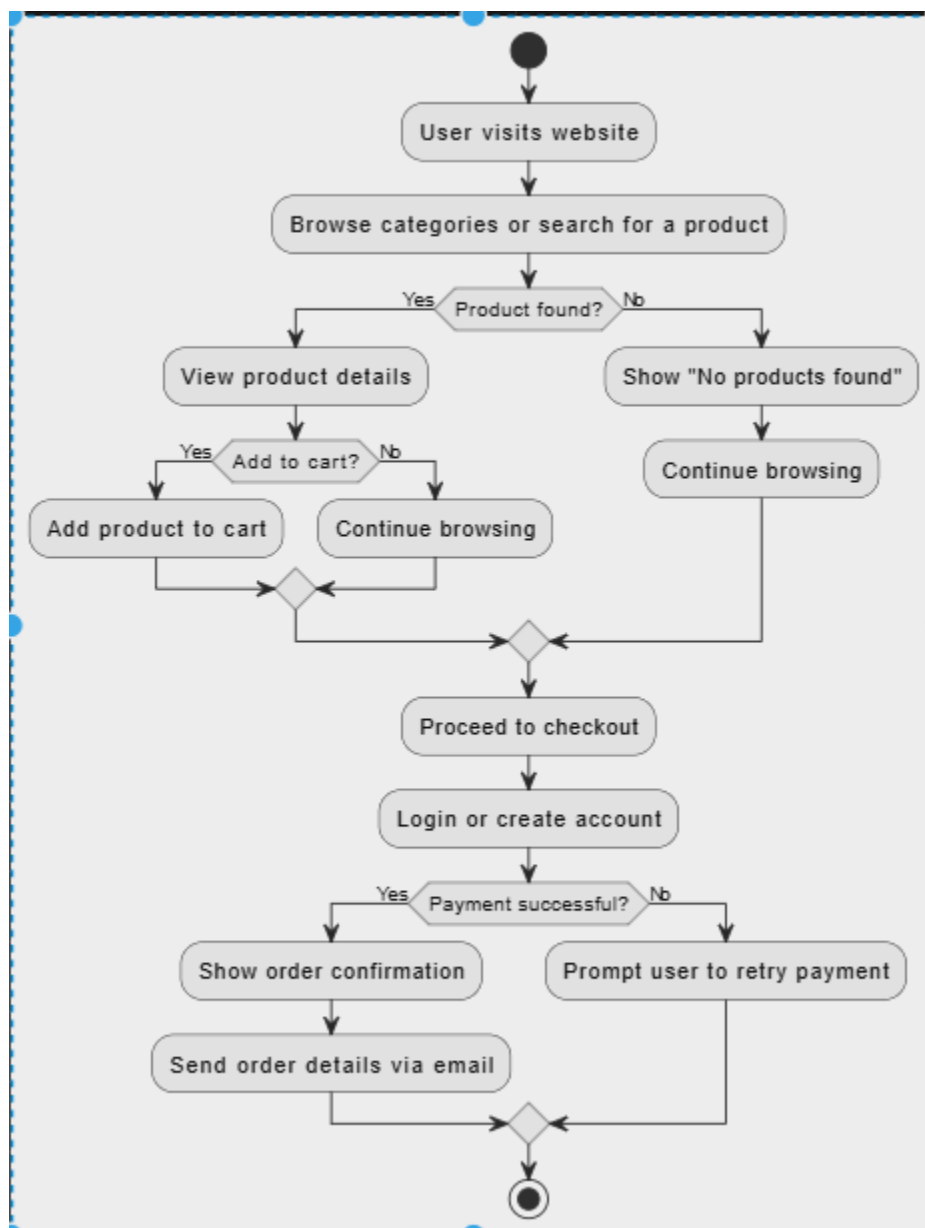 User visits website
Browse categories or search for a product
Yes
Product found?
No
View product details
Show "No products found"
Yes
Add to cart?
No
Continue browsing
Add product to cart
Continue browsing
Proceed to checkout
Login or create account
Yes
Payment successful?
No
Show order confirmation
Prompt user to retry payment
Send order details via email